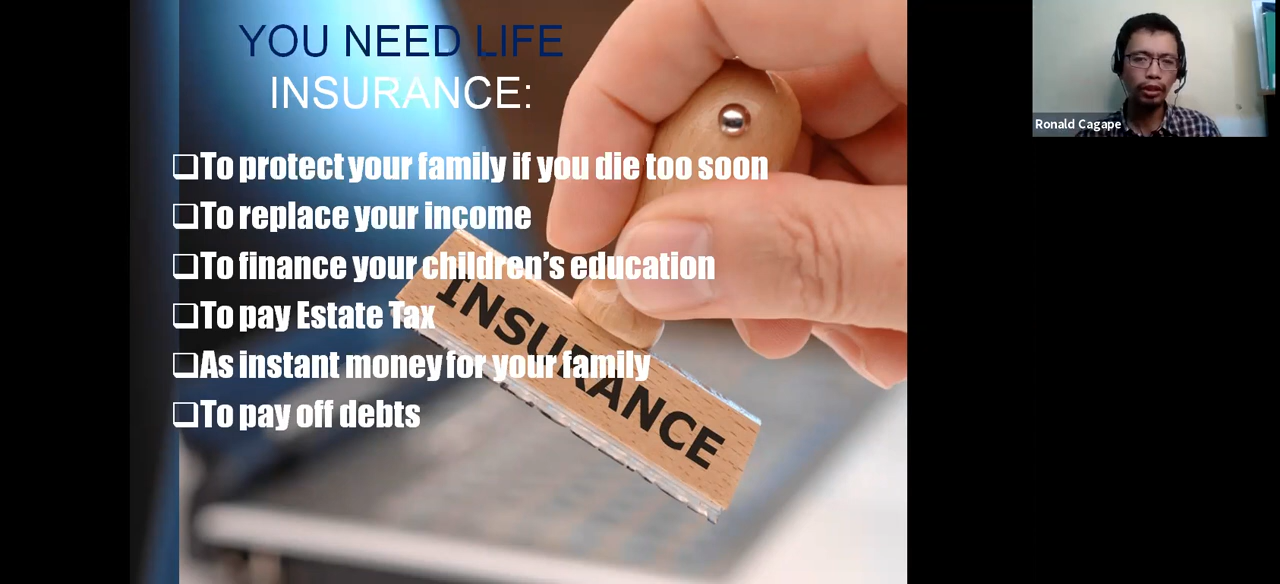 YOU NEED LIFE
INSURANCE:
❑To protect your family if you die too soon
❑To replace your income
❑To finance your children’s education
❑To pay Estate Tax
❑As instant money for your family
❑To pay off debts
INSURANCE
Ronald Cagape